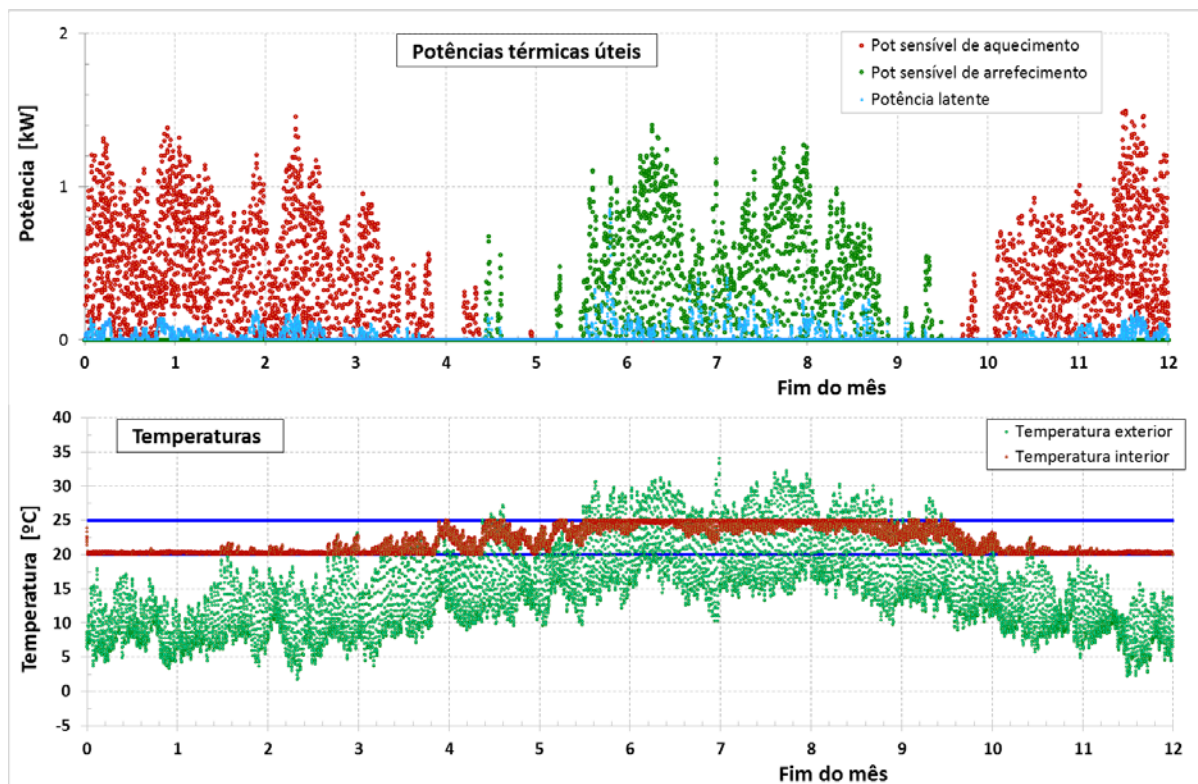 Potências térmicas úteis
Pot sensível de aquecimento
Pot sensível de arrefecimento
Potência latente
Potência [kW]
2
1
0
0 1 2 3 4 5 6 7 8 9 10 11 12
Fim do mês
Temperaturas
Temperatura exterior
Temperatura interior
Temperatura [ºC]
40
35
30
25
20
15
10
5
0
-5
0 1 2 3 4 5 6 7 8 9 10 11 12
Fim do mês